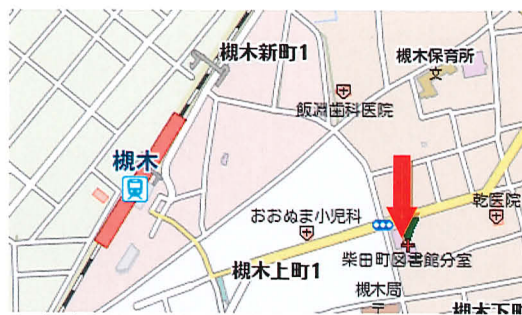 槻木新町1
槻木保育所
飯淵歯科医院
槻木
おおぬま小児科
乾医院
柴田町図書館分室
槻木上町1
槻木局
槻木下町